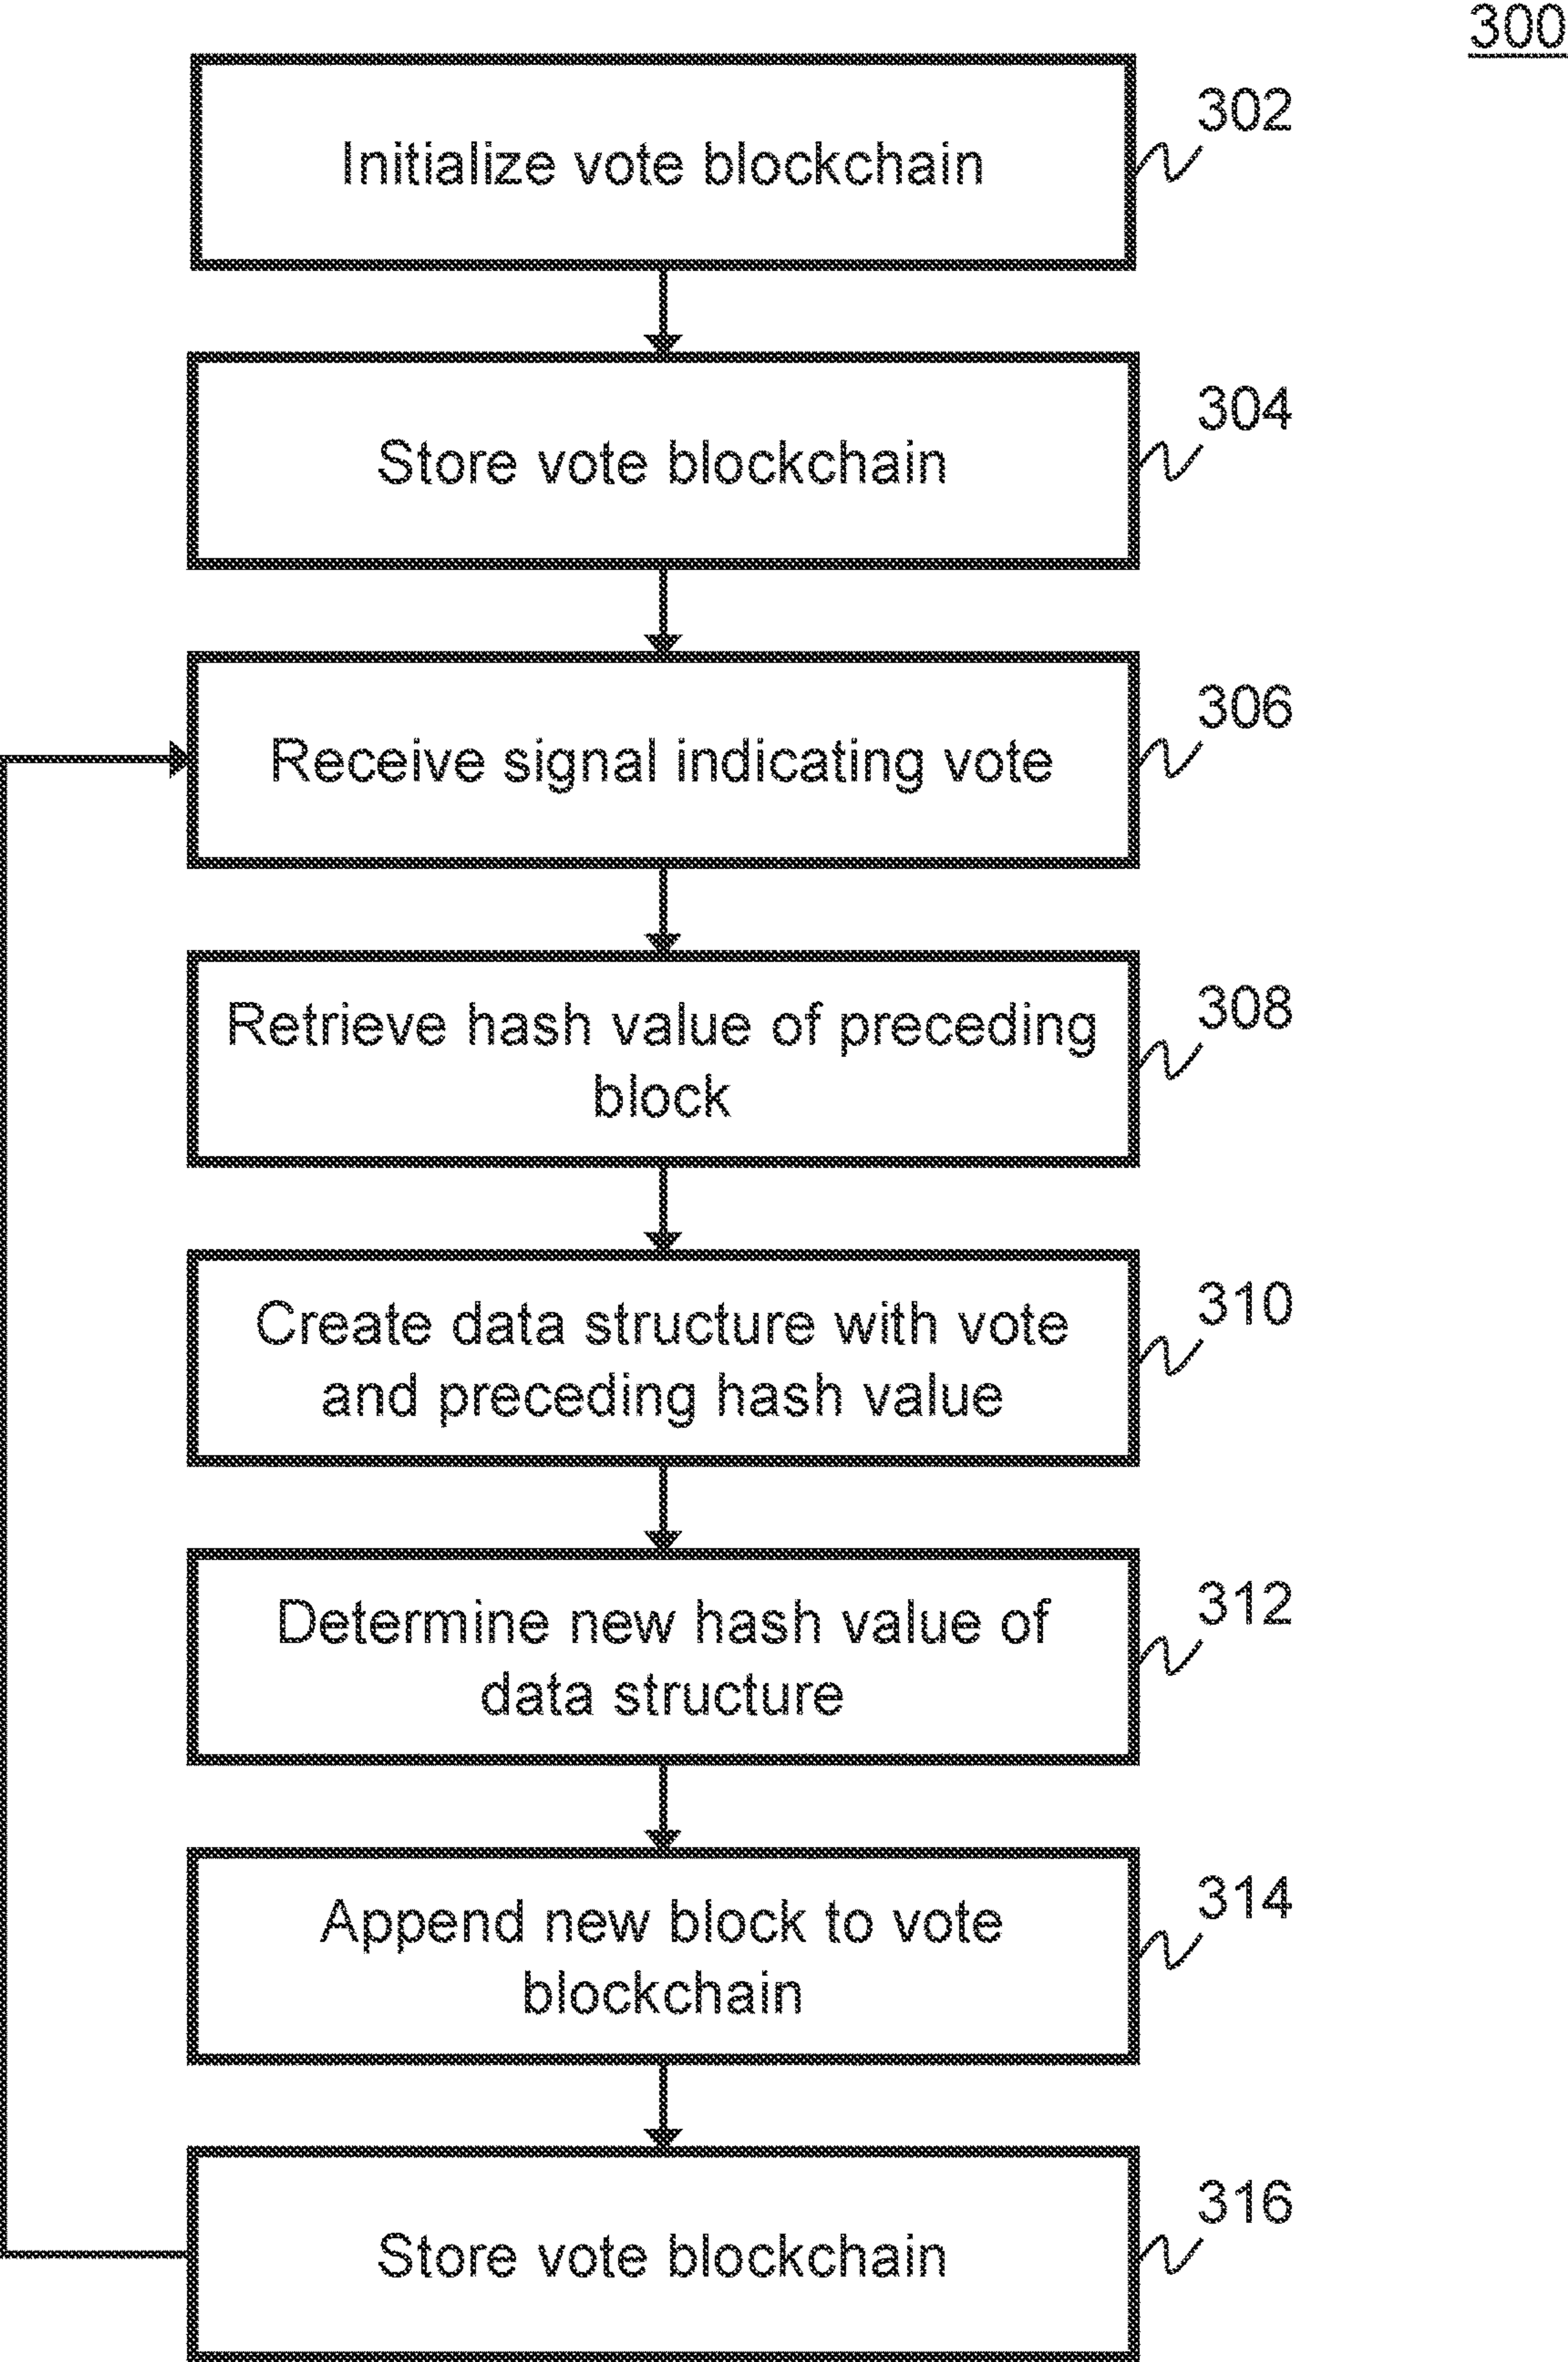 300
Initialize vote blockchain
302
Store vote blockchain
304
Receive signal indicating vote
306
Retrieve hash value of preceding
block
308
Create data structure with vote
and preceding hash value
310
Determine new hash value of
data structure
312
Append new block to vote
blockchain
314
Store vote blockchain
316